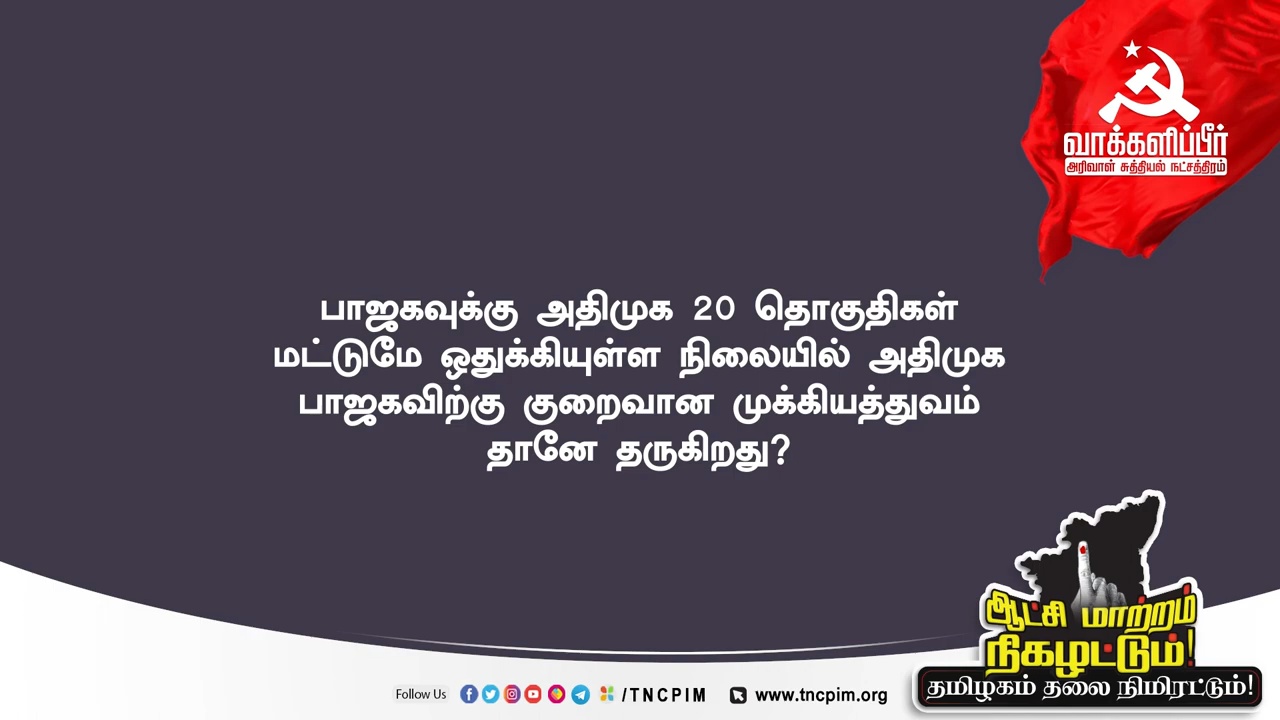 வாக்களிப்பீர்
அரிவாள் சுத்தியல் நட்சத்திரம்
பாஜகவுக்கு அதிமுக 20 தொகுதிகள்
மட்டுமே ஒதுக்கியுள்ள நிலையில் அதிமுக
பாஜகவிற்கு குறைவான முக்கியத்துவம்
தானே தருகிறது?
ஆட்சி மாற்றம்
நிகழட்டும்!
தமிழகம் தலை நிமிரட்டும்!
Follow Us /TNCPIM www.tncpim.org